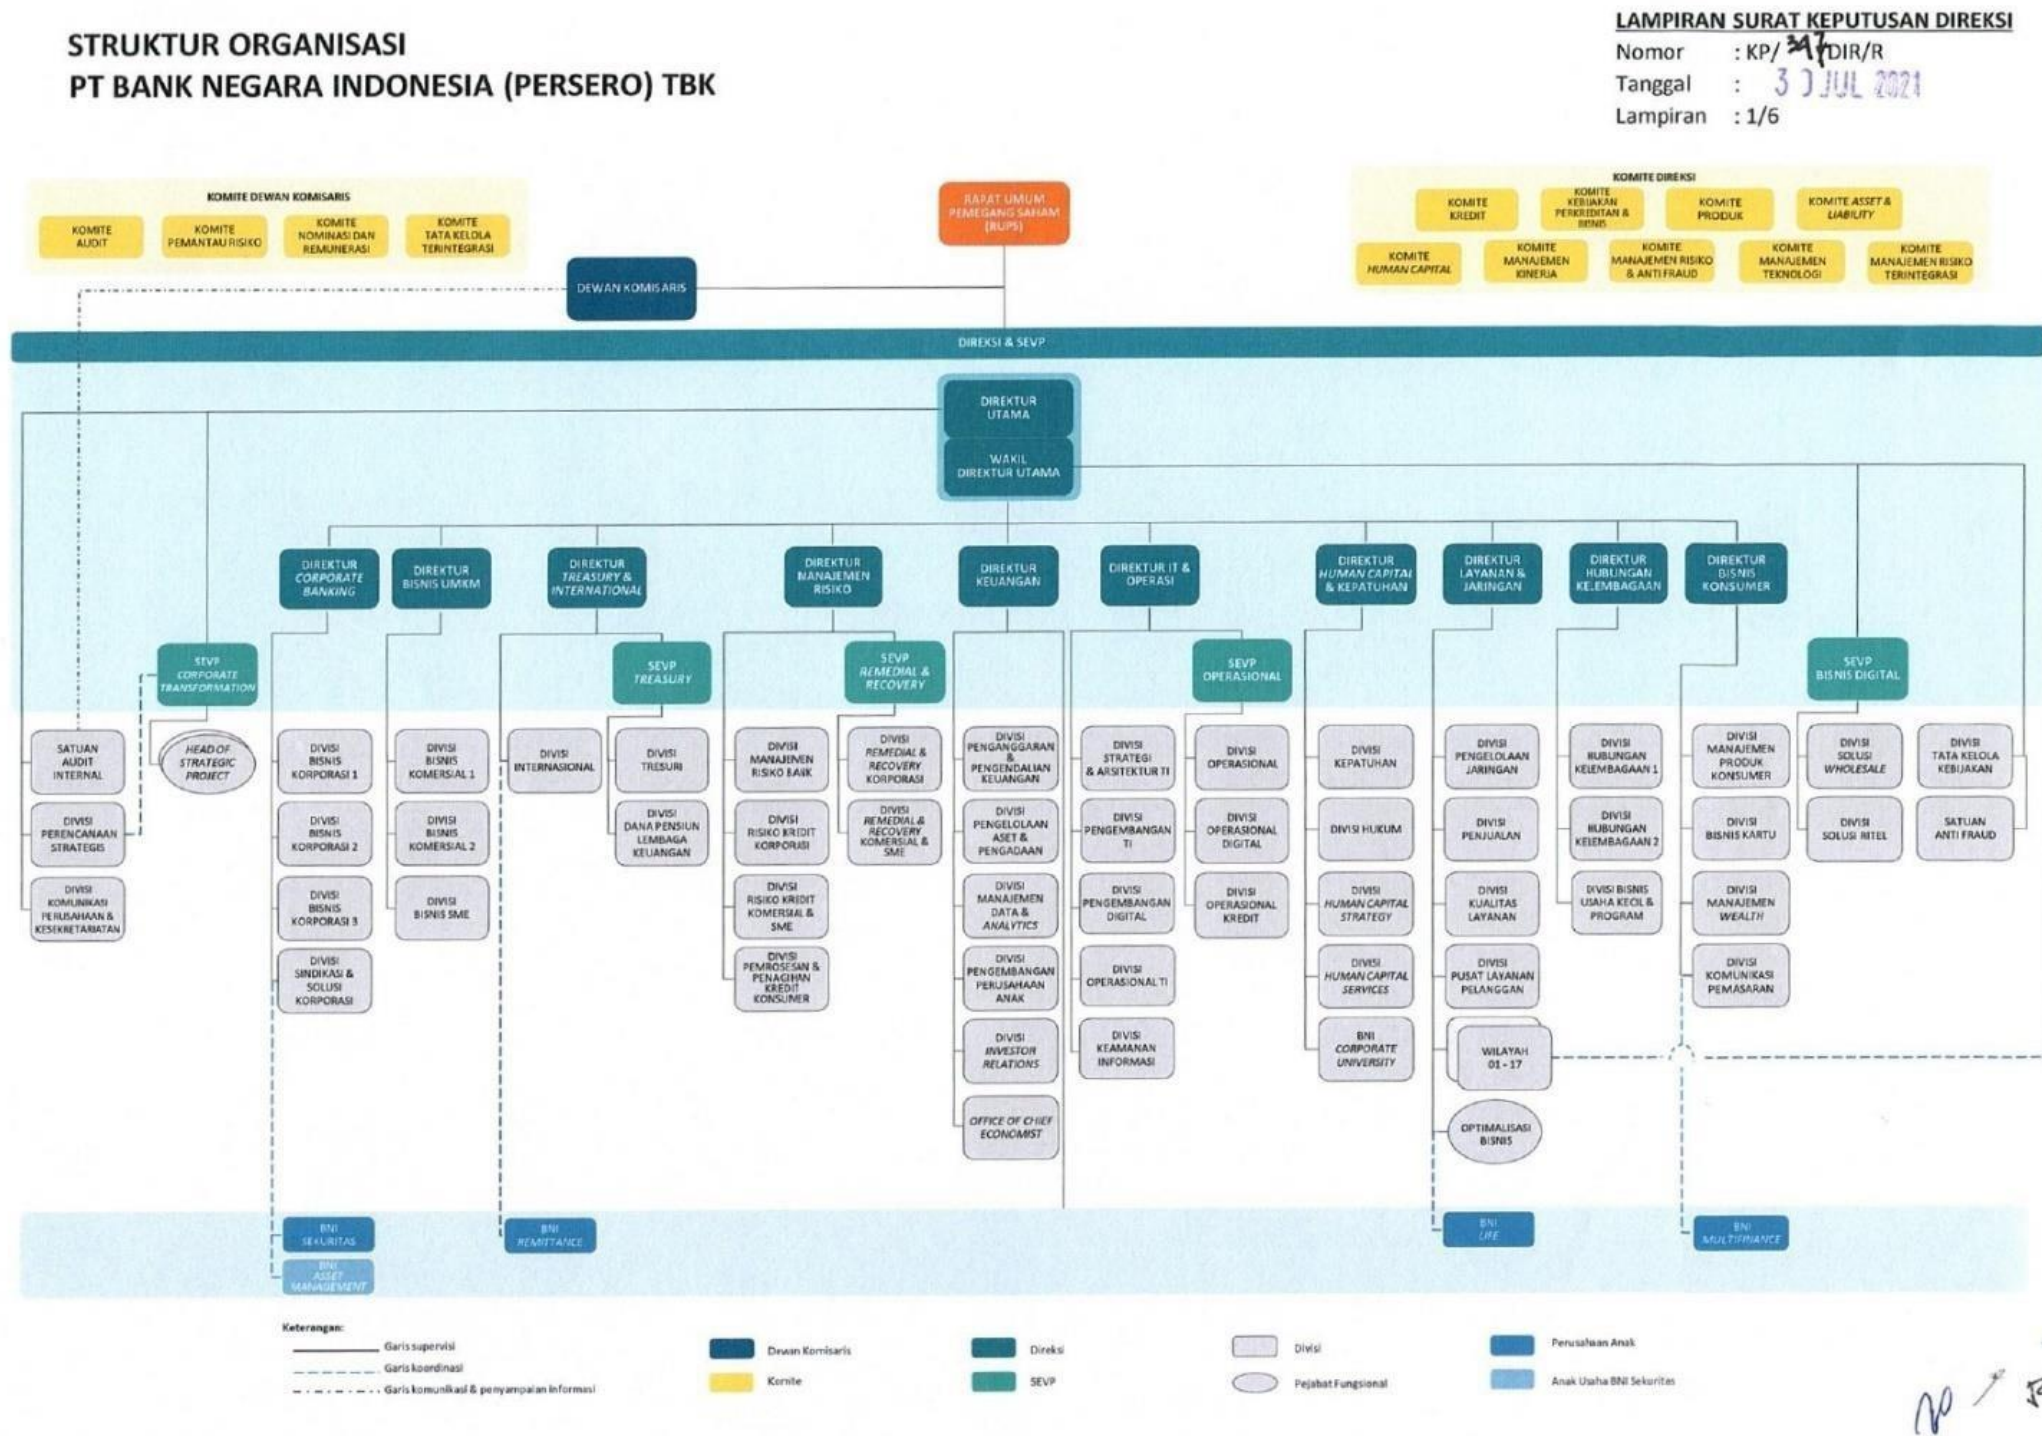 STRUKTUR ORGANISASI
PT BANK NEGARA INDONESIA (PERSERO) TBK
LAMPIRAN SURAT KEPUTUSAN DIREKSI
Nomor : KP/ 347/DIR/R
Tanggal : 30 JUL 2021
Lampiran : 1/6
KOMITE DEWAN KOMISARIS
KOMITE
AUDIT
KOMITE
PEMANTAU RISIKO
KOMITE
NOMINASI DAN
REMUNERASI
KOMITE
TATA KELOLA
TERINTEGRASI
RAPAT UMUM
PEMEGANG SAHAM
(RUPS)
KOMITE DIREKSI
KOMITE
KREDIT
KOMITE
KEBIJAKAN
PERKREDITAN &
BISNIS
KOMITE
PRODUK
KOMITE ASSET &
LIABILITY
KOMITE
HUMAN CAPITAL
KOMITE
MANAJEMEN
KINERJA
KOMITE
MANAJEMEN RISIKO
& ANTI FRAUD
KOMITE
MANAJEMEN
TEKNOLOGI
KOMITE
MANAJEMEN RISIKO
TERINTEGRASI
DEWAN KOMISARIS
DIREKSI & SEVP
DIREKTUR
UTAMA
WAKIL
DIREKTUR UTAMA
DIREKTUR
CORPORATE
BANKING
DIREKTUR
BISNIS UMKM
DIREKTUR
TREASURY &
INTERNATIONAL
DIREKTUR
MANAJEMEN
RISIKO
DIREKTUR
KEUANGAN
DIREKTUR IT &
OPERASI
DIREKTUR
HUMAN CAPITAL
& KEPATUHAN
DIREKTUR
LAYANAN &
JARINGAN
DIREKTUR
HUBUNGAN
KELEMBAGAAN
DIREKTUR
BISNIS
KONSUMER
SEVP
CORPORATE
TRANSFORMATION
SEVP
TREASURY
SEVP
REMEDIAL &
RECOVERY
SEVP
OPERASIONAL
SEVP
BISNIS DIGITAL
SATUAN
AUDIT
INTERNAL
DIVISI
PERENCANAAN
STRATEGIS
DIVISI
KOMUNIKASI
PERUSAHAAN &
KESEKRETARIATAN
HEAD OF
STRATEGIC
PROJECT
DIVISI
BISNIS
KORPORASI 1
DIVISI
BISNIS
KORPORASI 2
DIVISI
BISNIS
KORPORASI 3
DIVISI
SINDIKASI &
SOLUSI
KORPORASI
DIVISI
BISNIS
KOMERSIAL 1
DIVISI
BISNIS
KOMERSIAL 2
DIVISI
BISNIS SME
DIVISI
INTERNASIONAL
DIVISI
TRESURI
DIVISI
DANA PENSIUN
LEMBAGA
KEUANGAN
DIVISI
MANAJEMEN
RISIKO BANK
DIVISI
RISIKO KREDIT
KORPORASI
DIVISI
RISIKO KREDIT
KOMERSIAL &
SME
DIVISI
PEMROSESAN &
PENAGIHAN
KREDIT
KONSUMER
DIVISI
REMEDIAL &
RECOVERY
KORPORASI
DIVISI
REMEDIAL &
RECOVERY
KOMERSIAL &
SME
DIVISI
PENGANGGARAN
&
PENGENDALIAN
KEUANGAN
DIVISI
PENGELOLAAN
ASET &
PENGADAAN
DIVISI
MANAJEMEN
DATA &
ANALYTICS
DIVISI
PENGEMBANGAN
PERUSAHAAN
ANAK
DIVISI
INVESTOR
RELATIONS
OFFICE OF CHIEF
ECONOMIST
DIVISI
STRATEGI
& ARSITEKTUR TI
DIVISI
PENGEMBANGAN
TI
DIVISI
PENGEMBANGAN
DIGITAL
DIVISI
OPERASIONAL TI
DIVISI
KEAMANAN
INFORMASI
DIVISI
OPERASIONAL
DIVISI
OPERASIONAL
DIGITAL
DIVISI
OPERASIONAL
KREDIT
DIVISI
KEPATUHAN
DIVISI HUKUM
DIVISI
HUMAN CAPITAL
STRATEGY
DIVISI
HUMAN CAPITAL
SERVICES
BNI
CORPORATE
UNIVERSITY
DIVISI
PENGELOLAAN
JARINGAN
DIVISI
PENJUALAN
DIVISI
KUALITAS
LAYANAN
DIVISI
PUSAT LAYANAN
PELANGGAN
WILAYAH
01 - 17
OPTIMALISASI
BISNIS
DIVISI
HUBUNGAN
KELEMBAGAAN 1
DIVISI
HUBUNGAN
KELEMBAGAAN 2
DIVISI BISNIS
USAHA KECIL &
PROGRAM
DIVISI
MANAJEMEN
PRODUK
KONSUMER
DIVISI
BISNIS KARTU
DIVISI
MANAJEMEN
WEALTH
DIVISI
KOMUNIKASI
PEMASARAN
DIVISI
SOLUSI
WHOLESALE
DIVISI
SOLUSI RITEL
DIVISI
TATA KELOLA
KEBIJAKAN
SATUAN
ANTI FRAUD
BNI
SEKURITAS
BNI
ASSET
MANAGEMENT
BNI
REMITTANCE
BNI
LIFE
BNI
MULTIFINANCE
Keterangan:
Garis supervisi
Garis koordinasi
Garis komunikasi & penyampaian informasi
Dewan Komisaris
Komite
Direksi
SEVP
Divisi
Pejabat Fungsional
Perusahaan Anak
Anak Usaha BNI Sekuritas